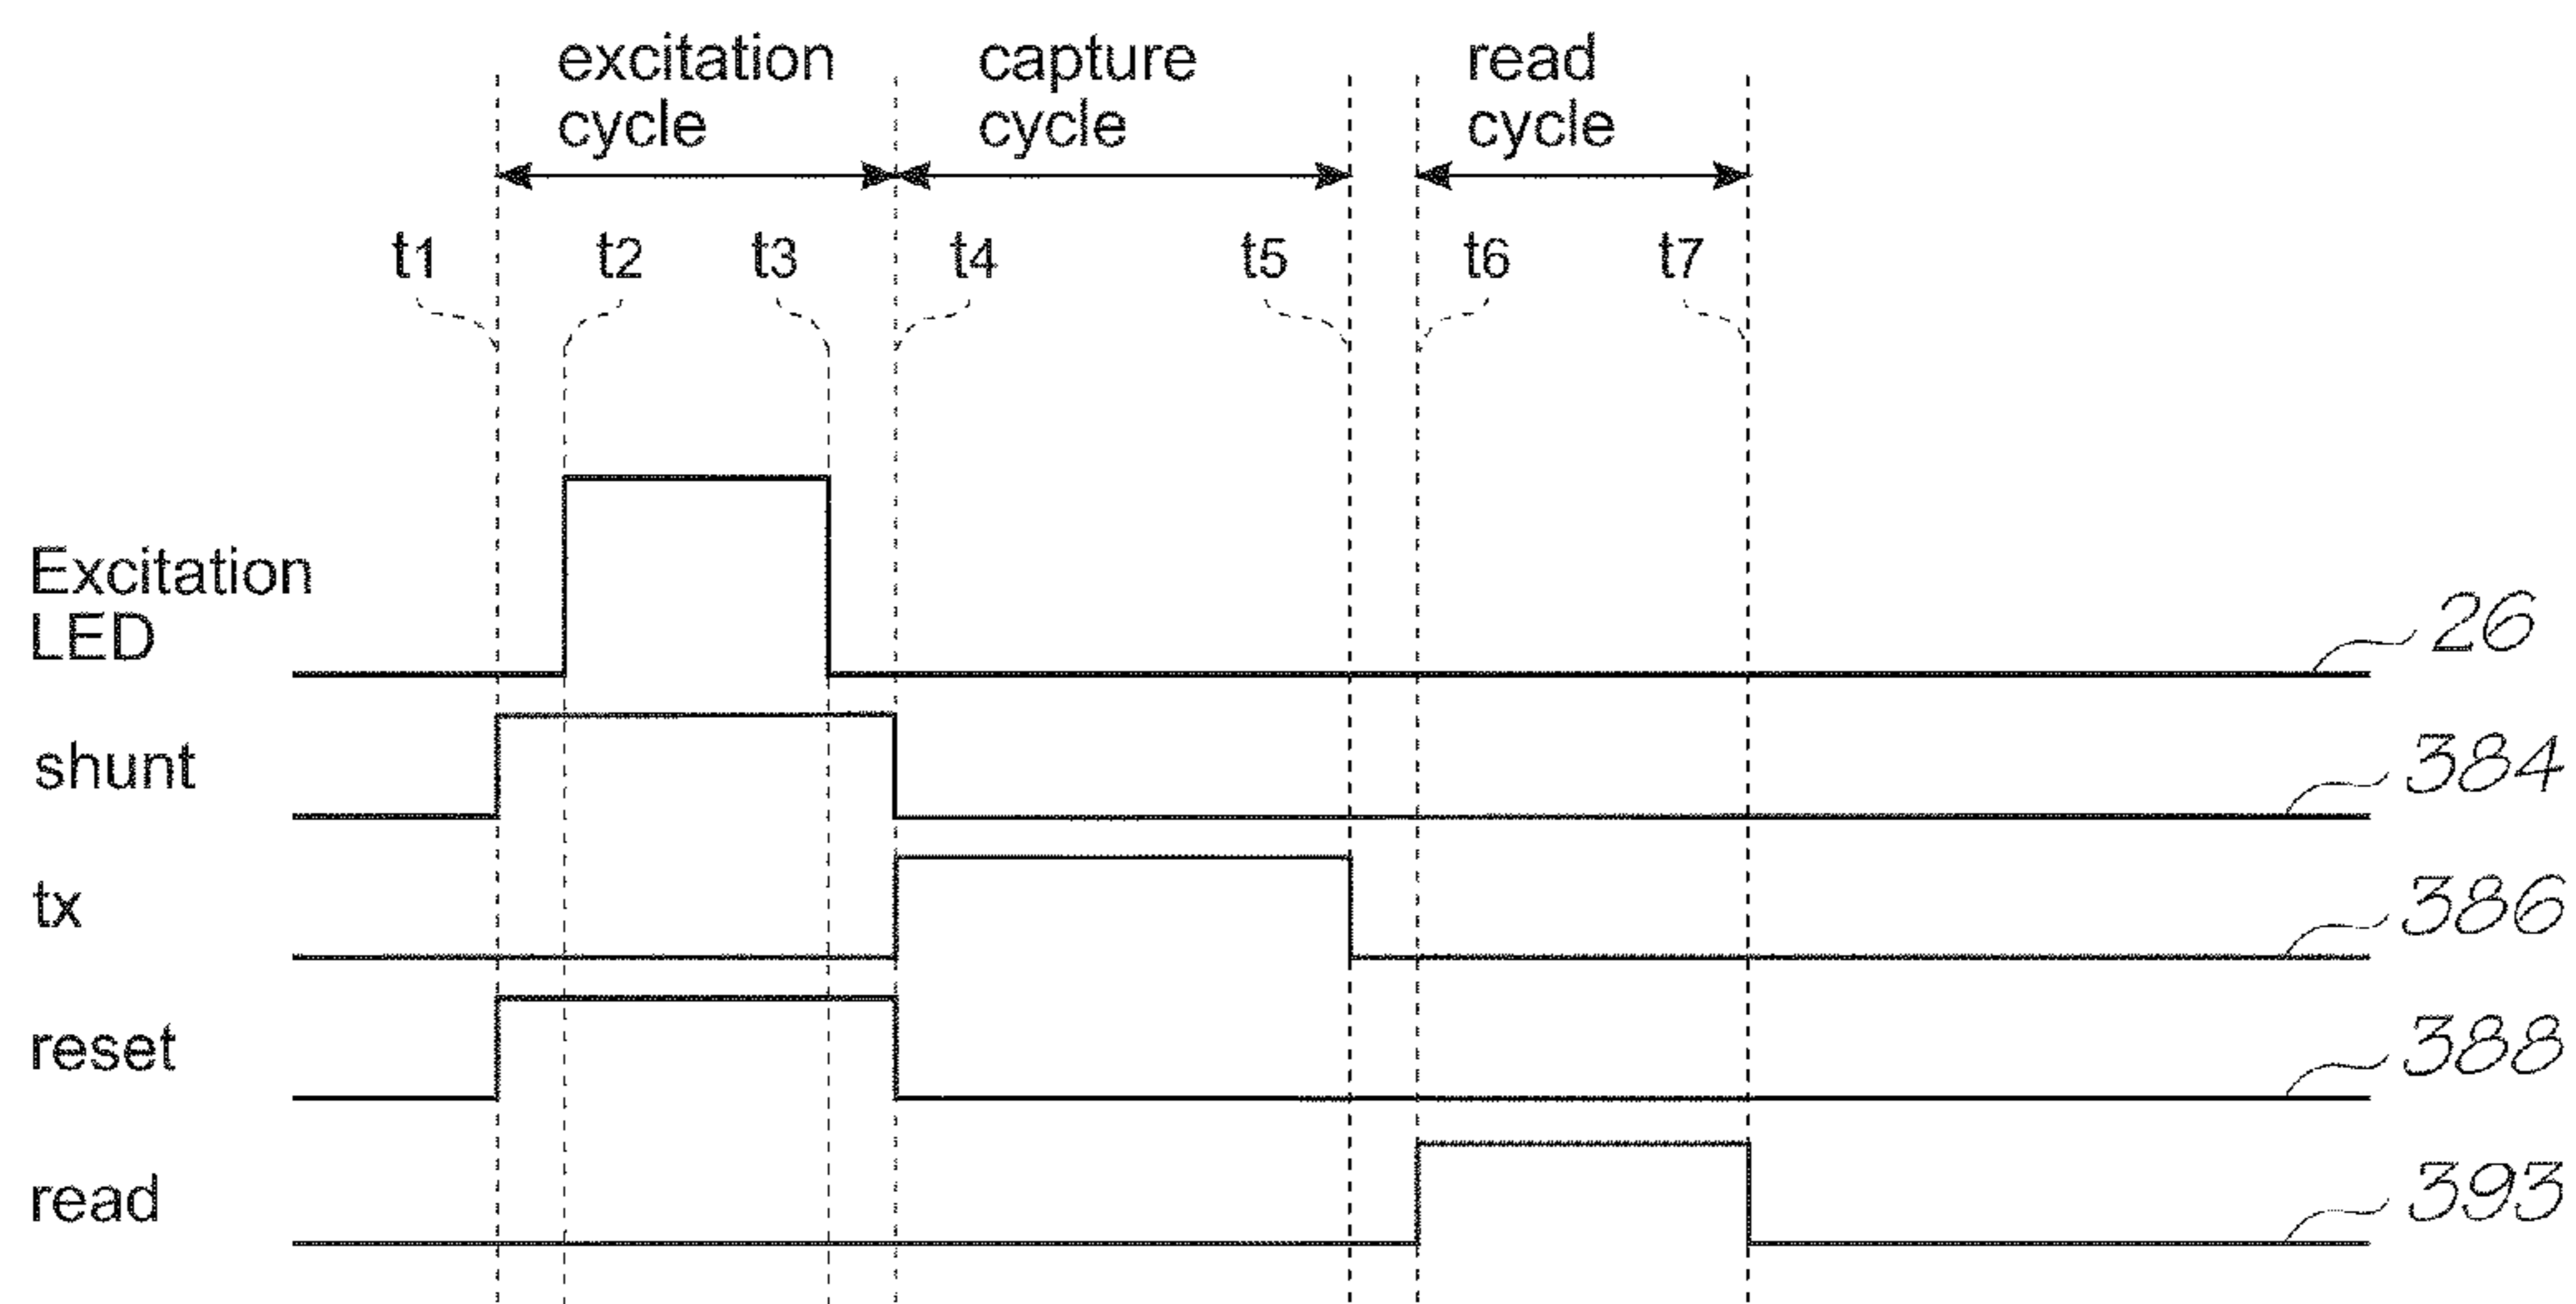 excitation
cycle
capture
cycle
read
cycle
t1
t2
t3
t4
t5
t6
t7
Excitation
LED
26
shunt
384
tx
386
reset
388
read
393